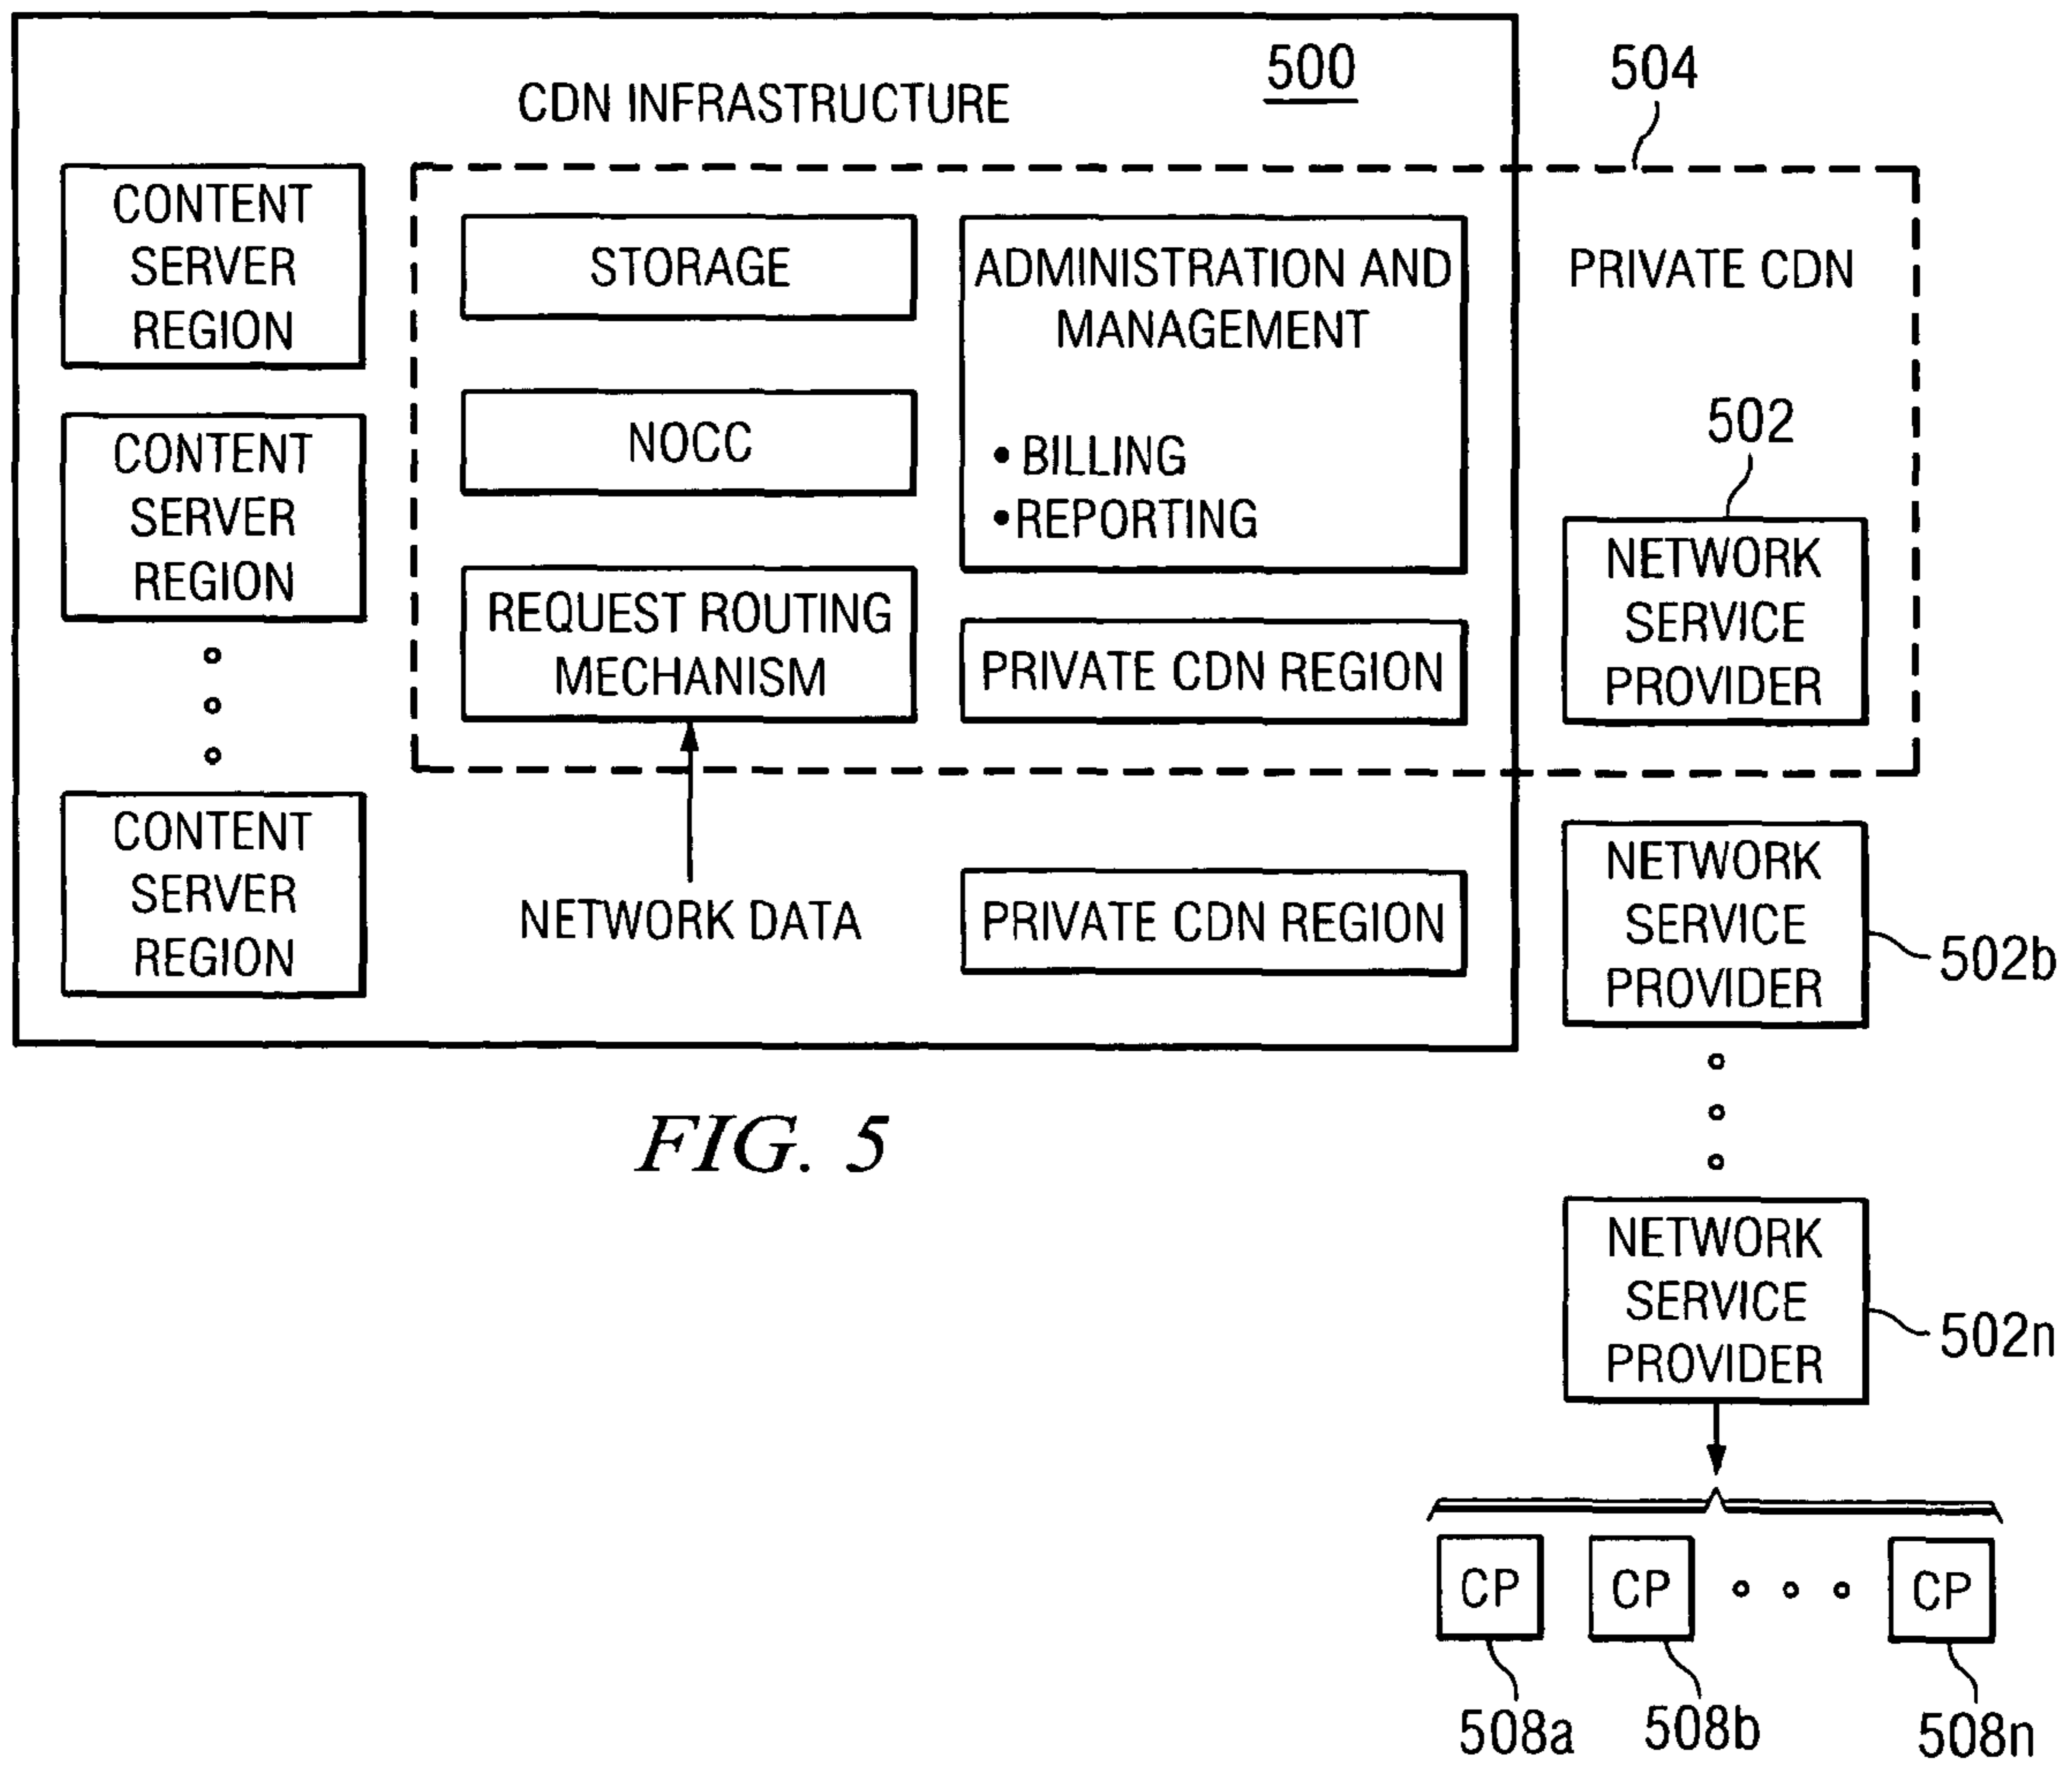 500
CDN INFRASTRUCTURE
504
CONTENT
SERVER
REGION
CONTENT
SERVER
REGION
CONTENT
SERVER
REGION
STORAGE
NOCC
REQUEST ROUTING
MECHANISM
NETWORK DATA
ADMINISTRATION AND
MANAGEMENT
• BILLING
• REPORTING
PRIVATE CDN REGION
PRIVATE CDN REGION
PRIVATE CDN
502
NETWORK
SERVICE
PROVIDER
NETWORK
SERVICE
PROVIDER
502b
NETWORK
SERVICE
PROVIDER
502n
CP
CP
CP
508a
508b
508n
FIG. 5